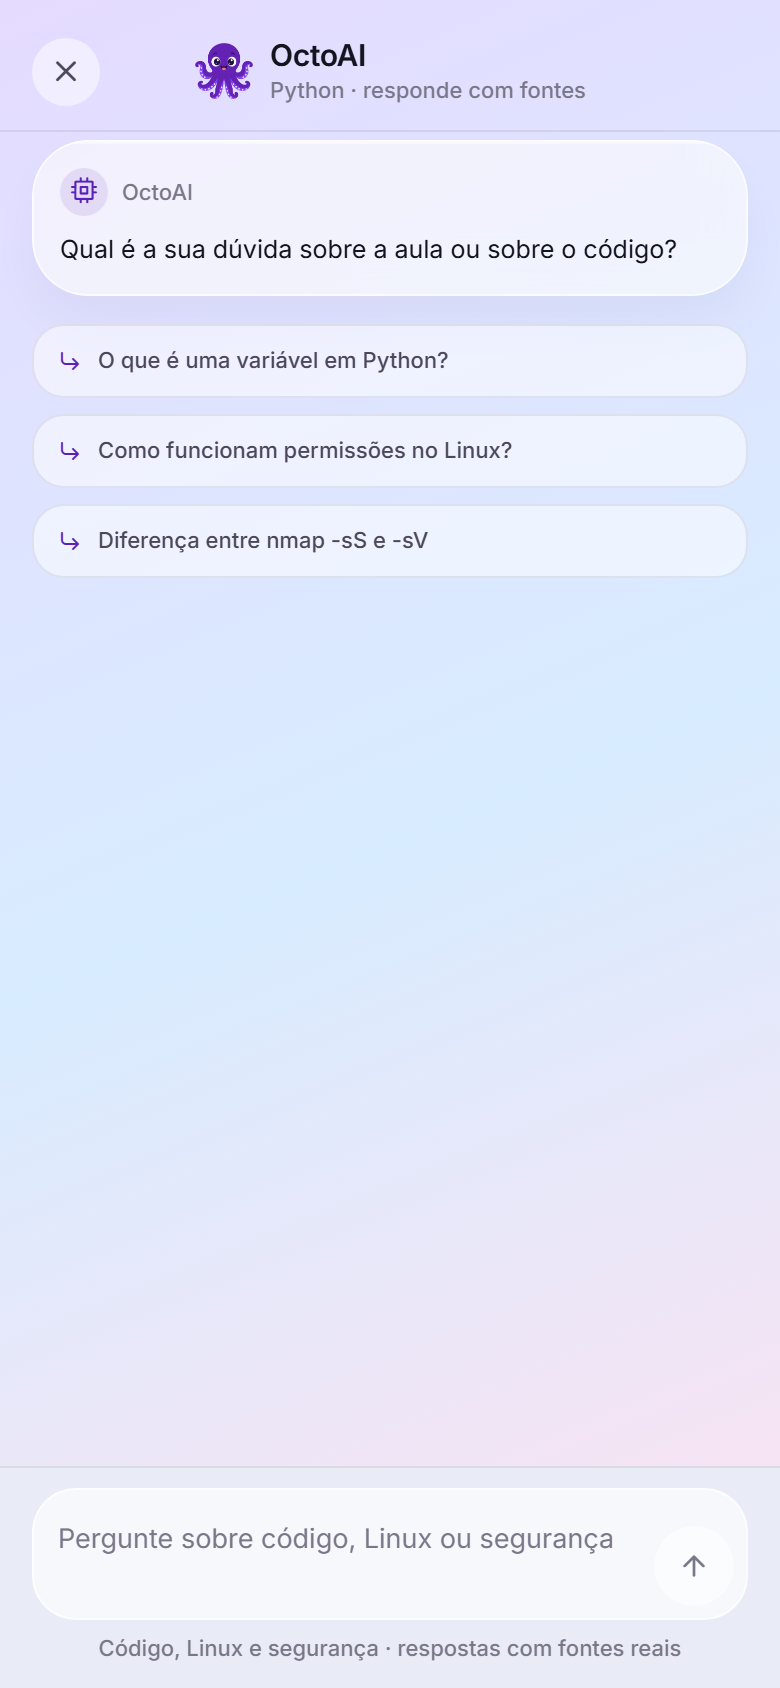 OctoAI
Python · responde com fontes
OctoAI
Qual é a sua dúvida sobre a aula ou sobre o código?
O que é uma variável em Python?
Como funcionam permissões no Linux?
Diferença entre nmap -sS e -sV
Pergunte sobre código, Linux ou segurança
Código, Linux e segurança · respostas com fontes reais